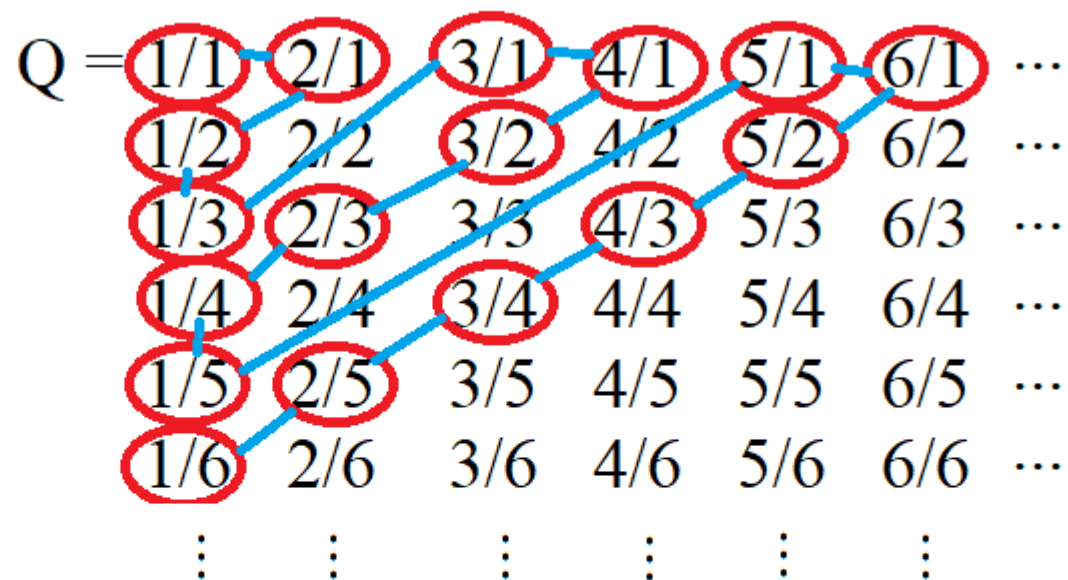 Q = 1/1 2/1 3/1 4/1 5/1 6/1 ...
1/2 2/2 3/2 4/2 5/2 6/2 ...
1/3 2/3 3/3 4/3 5/3 6/3 ...
1/4 2/4 3/4 4/4 5/4 6/4 ...
1/5 2/5 3/5 4/5 5/5 6/5 ...
1/6 2/6 3/6 4/6 5/6 6/6 ...
⋮ ⋮ ⋮ ⋮ ⋮ ⋮